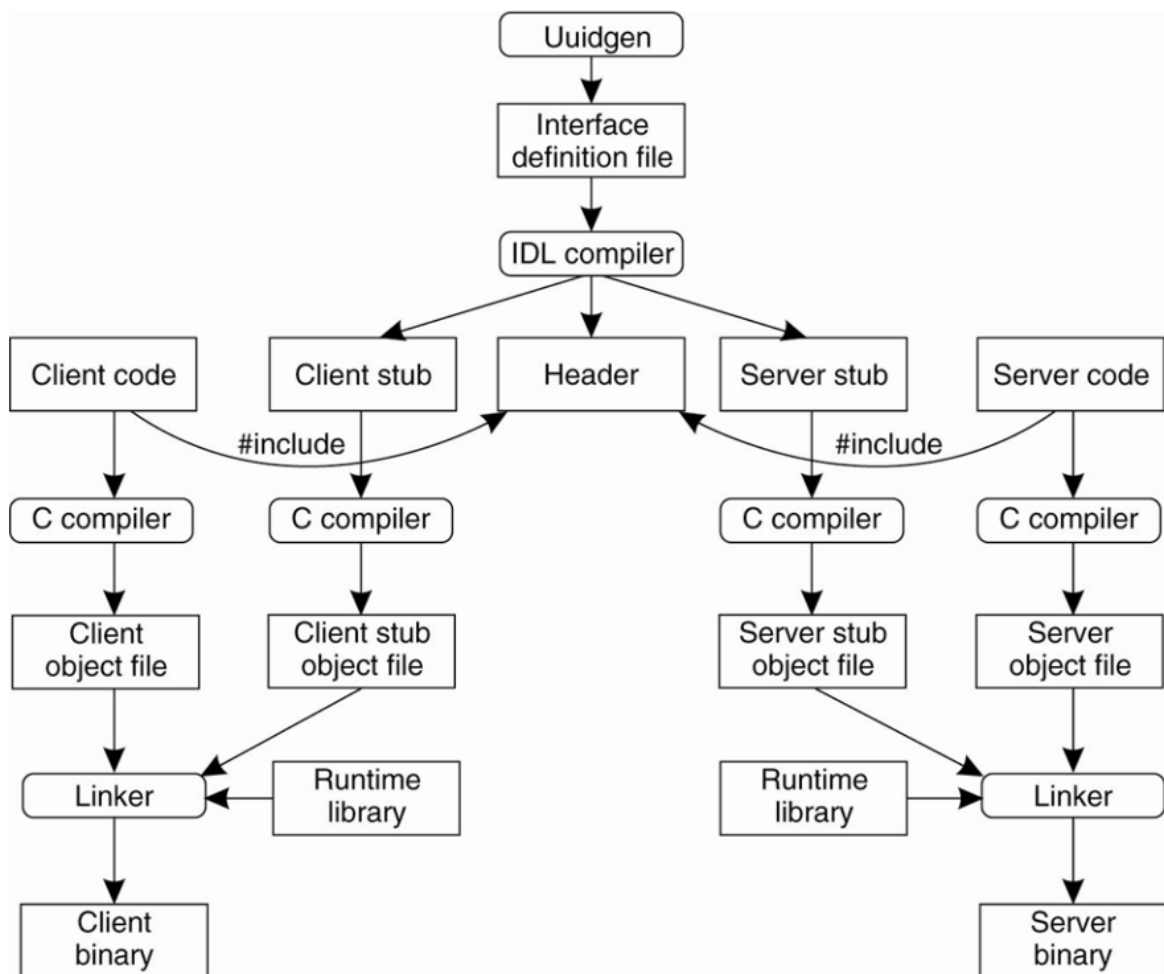 Uuidgen
Interface
definition file
IDL compiler
Client code
Client stub
Header
Server stub
Server code
#include
#include
C compiler
C compiler
C compiler
C compiler
Client
object file
Client stub
object file
Server stub
object file
Server
object file
Linker
Runtime
library
Runtime
library
Linker
Client
binary
Server
binary